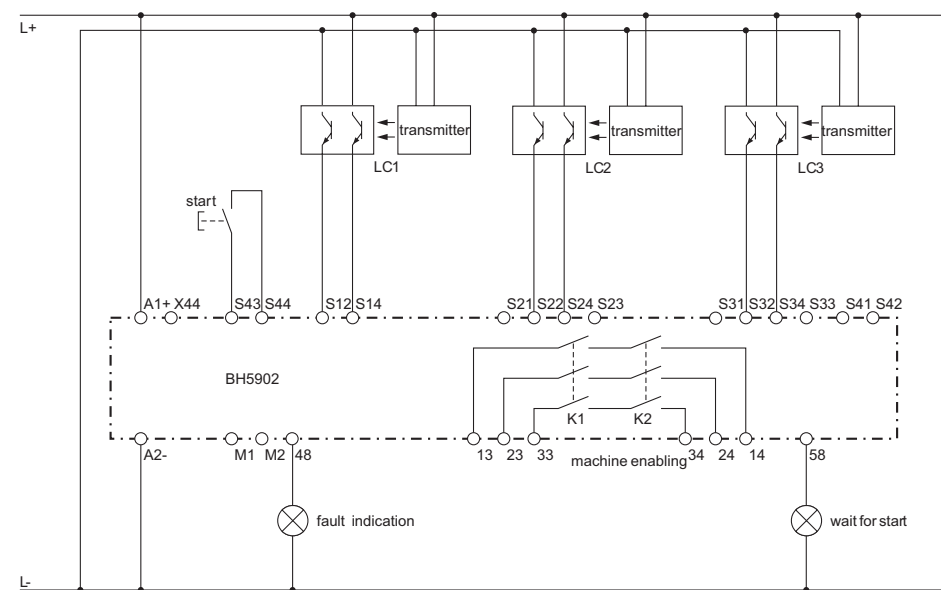 L+
transmitter transmitter transmitter
LC1 LC2 LC3
start
A1+ X44 S43 S44 S12 S14 S21 S22 S24 S23 S31 S32 S34 S33 S41 S42
BH5902
K1 K2
A2- M1 M2 48 13 23 33 machine enabling 34 24 14 58
fault indication wait for start
L-